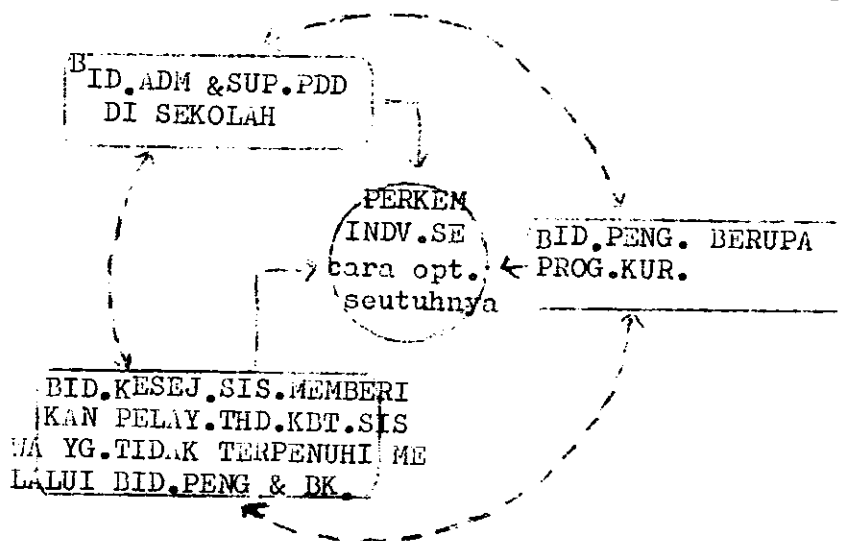 BID.ADM &SUP.PDD
DI SEKOLAH
PERKEM
INDV.SE
cara opt.
seutuhnya
BID.PENG. BERUPA
PROG.KUR.
BID.KESEJ.SIS.MEMBERI
KAN PELAY.THD.KBT.SIS
WA YG.TIDAK TERPENUHI ME
LALUI BID.PENG & BK.